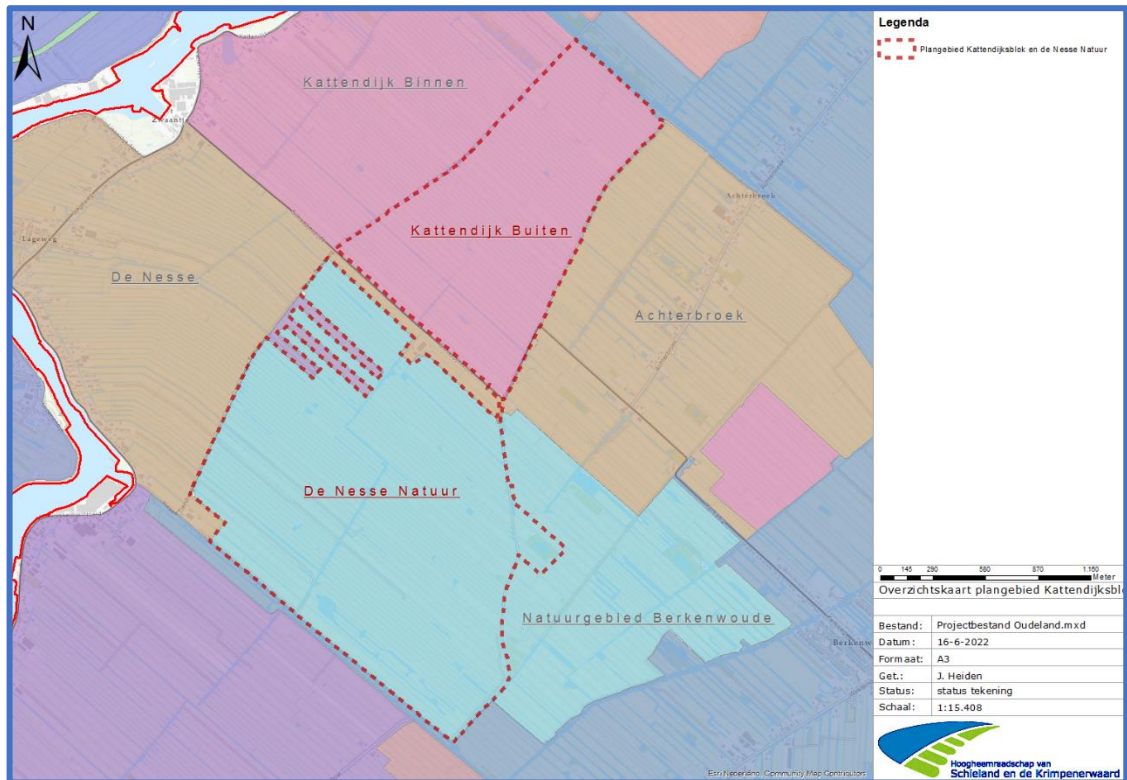 N
Kattendijk Binnen
Kattendijk Buiten
Achterbroek
De Nesse
Lageweg
Achterbroek
De Nesse Natuur
Natuurgebied Berkenwoude
Berkenw
Esri Nederland, Community Map Contributors
Legenda
Plangebied Kattendijksblok en de Nesse Natuur
0 145 290 580 870 1.160
Meter
Overzichtskaart plangebied Kattendijksbl
Bestand: Projectbestand Oudeland.mxd
Datum: 16-6-2022
Formaat: A3
Get.: J. Heiden
Status: status tekening
Schaal: 1:15.408
Hoogheemraadschap van
Schieland en de Krimpenerwaard